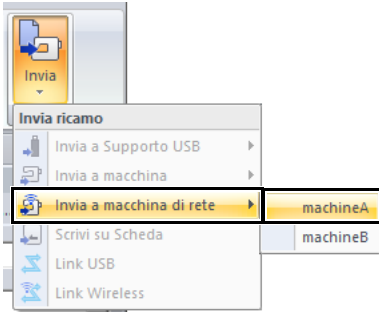 Invia
Invia ricamo
Invia a Supporto USB
Invia a macchina
Invia a macchina di rete
machineA
Scrivi su Scheda
machineB
Link USB
Link Wireless